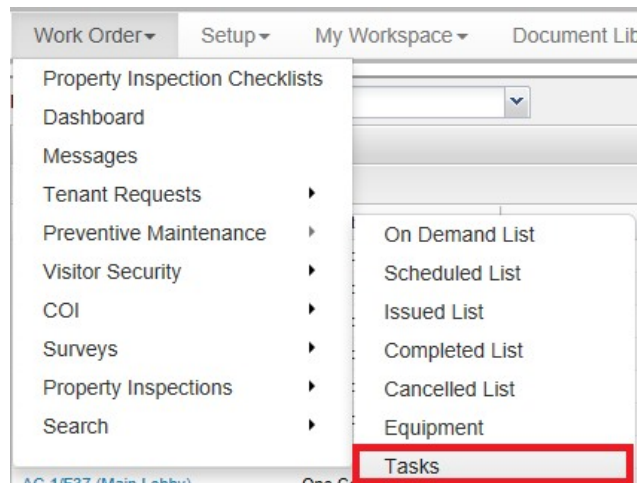 Work Order Setup My Workspace Document Lib
Property Inspection Checklists
Dashboard
Messages
Tenant Requests
Preventive Maintenance
Visitor Security
COI
Surveys
Property Inspections
Search
On Demand List
Scheduled List
Issued List
Completed List
Cancelled List
Equipment
Tasks